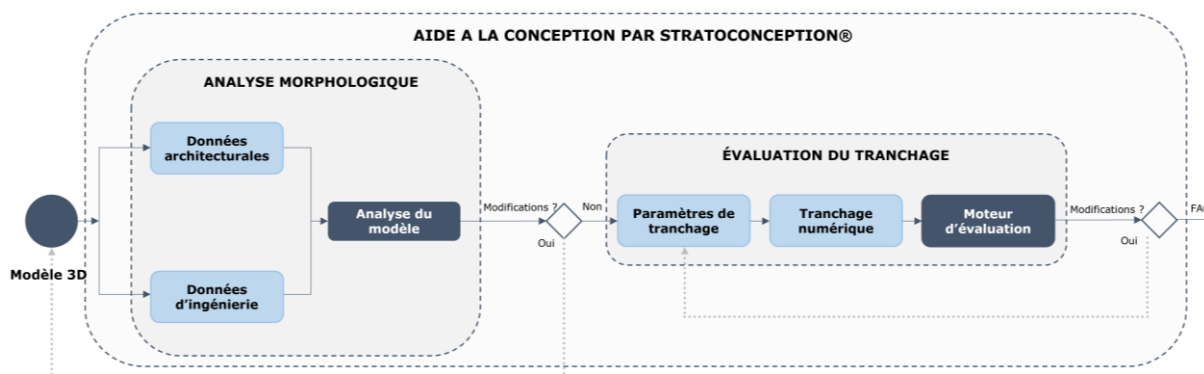 AIDE A LA CONCEPTION PAR STRATOCONCEPTION®
ANALYSE MORPHOLOGIQUE
Données
architecturales
Modèle 3D
Données
d'ingénierie
Analyse du
modèle
Modifications ?
Non
Oui
ÉVALUATION DU TRANCHAGE
Paramètres de
tranchage
Tranchage
numérique
Moteur
d'évaluation
Modifications ?
Oui